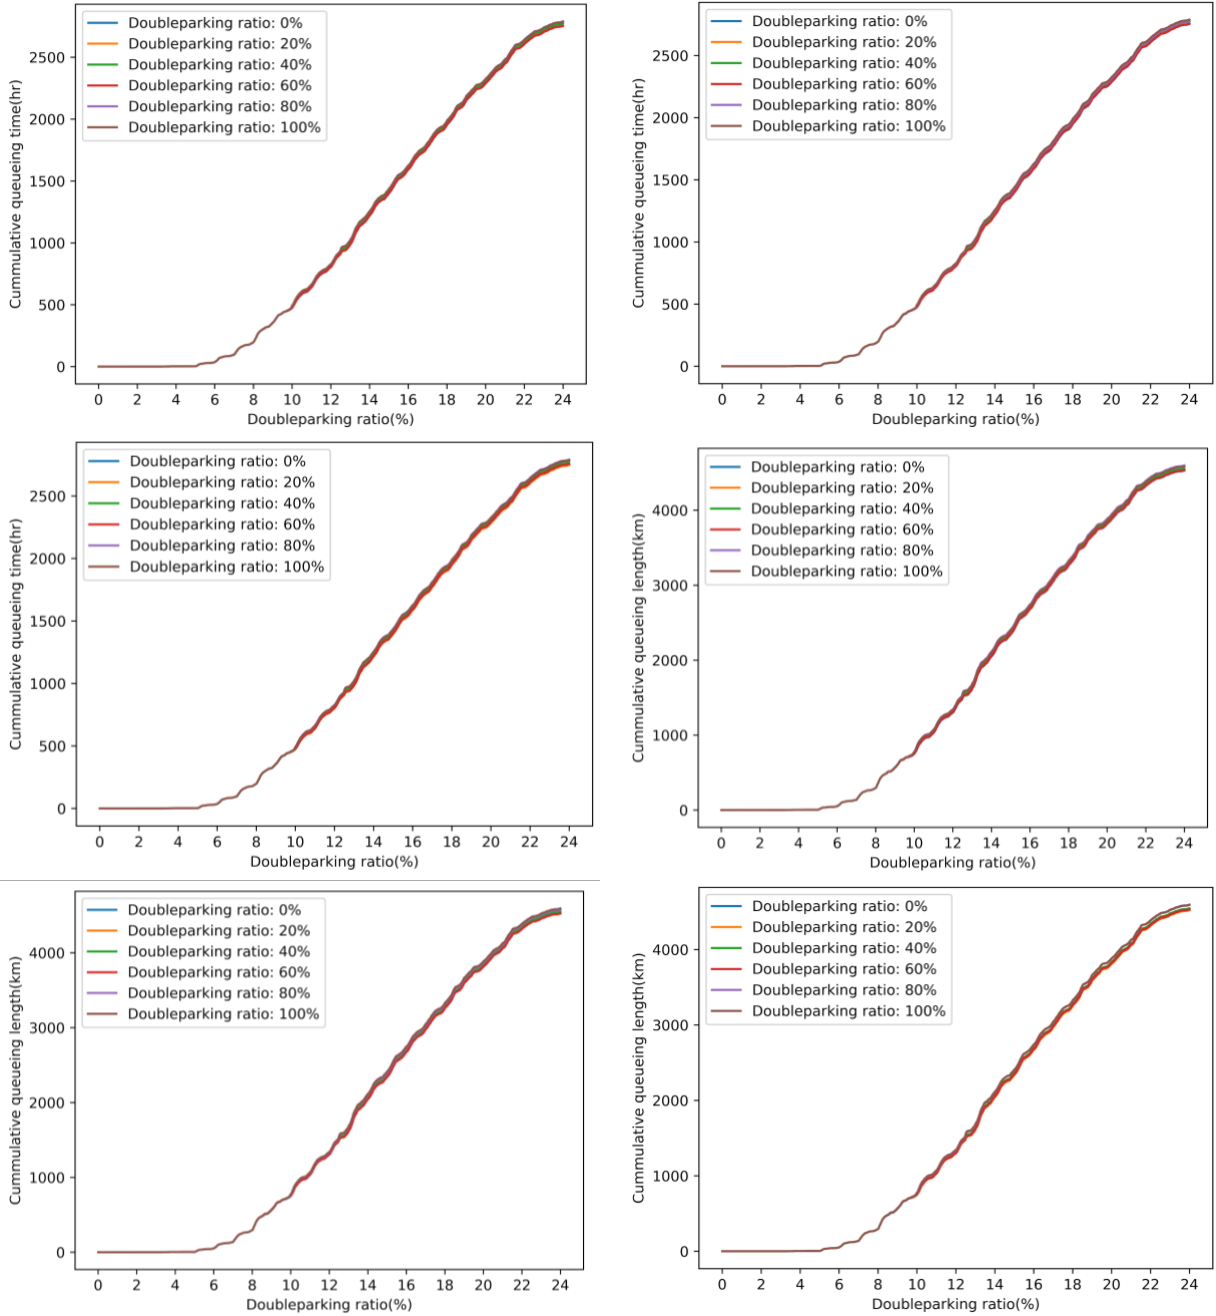 Doubleparking ratio: 0%
Doubleparking ratio: 20%
Doubleparking ratio: 40%
Doubleparking ratio: 60%
Doubleparking ratio: 80%
Doubleparking ratio: 100%
Cummulative queueing time(hr)
2500
2000
1500
1000
500
0
0 2 4 6 8 10 12 14 16 18 20 22 24
Doubleparking ratio(%)
Doubleparking ratio: 0%
Doubleparking ratio: 20%
Doubleparking ratio: 40%
Doubleparking ratio: 60%
Doubleparking ratio: 80%
Doubleparking ratio: 100%
Cummulative queueing time(hr)
2500
2000
1500
1000
500
0
0 2 4 6 8 10 12 14 16 18 20 22 24
Doubleparking ratio(%)
Doubleparking ratio: 0%
Doubleparking ratio: 20%
Doubleparking ratio: 40%
Doubleparking ratio: 60%
Doubleparking ratio: 80%
Doubleparking ratio: 100%
Cummulative queueing time(hr)
2500
2000
1500
1000
500
0
0 2 4 6 8 10 12 14 16 18 20 22 24
Doubleparking ratio(%)
Doubleparking ratio: 0%
Doubleparking ratio: 20%
Doubleparking ratio: 40%
Doubleparking ratio: 60%
Doubleparking ratio: 80%
Doubleparking ratio: 100%
Cummulative queueing length(km)
4000
3000
2000
1000
0
0 2 4 6 8 10 12 14 16 18 20 22 24
Doubleparking ratio(%)
Doubleparking ratio: 0%
Doubleparking ratio: 20%
Doubleparking ratio: 40%
Doubleparking ratio: 60%
Doubleparking ratio: 80%
Doubleparking ratio: 100%
Cummulative queueing length(km)
4000
3000
2000
1000
0
0 2 4 6 8 10 12 14 16 18 20 22 24
Doubleparking ratio(%)
Doubleparking ratio: 0%
Doubleparking ratio: 20%
Doubleparking ratio: 40%
Doubleparking ratio: 60%
Doubleparking ratio: 80%
Doubleparking ratio: 100%
Cummulative queueing length(km)
4000
3000
2000
1000
0
0 2 4 6 8 10 12 14 16 18 20 22 24
Doubleparking ratio(%)